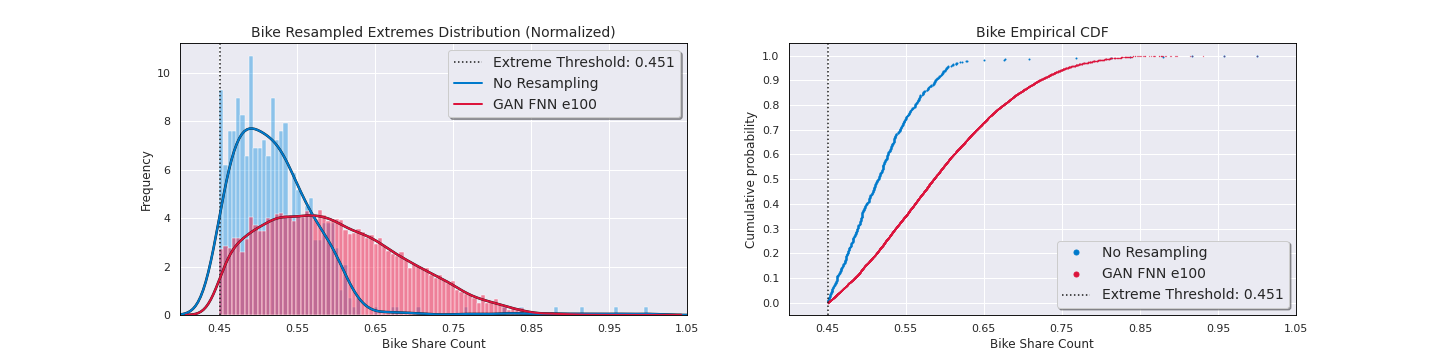 Bike Resampled Extremes Distribution (Normalized)
Frequency
10
8
6
4
2
0
Extreme Threshold: 0.451
No Resampling
GAN FNN e100
0.45 0.55 0.65 0.75 0.85 0.95 1.05
Bike Share Count
Bike Empirical CDF
Cumulative probability
1.0
0.9
0.8
0.7
0.6
0.5
0.4
0.3
0.2
0.1
0.0
No Resampling
GAN FNN e100
Extreme Threshold: 0.451
0.45 0.55 0.65 0.75 0.85 0.95 1.05
Bike Share Count